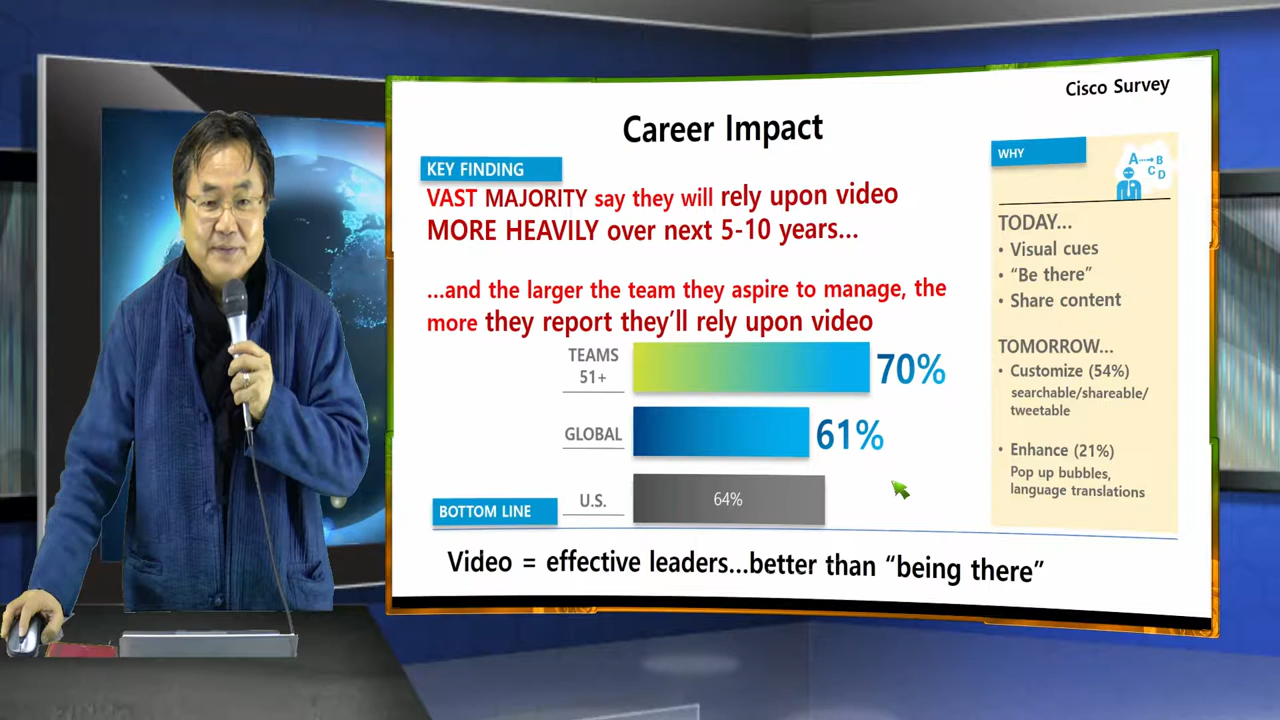 Cisco Survey
Career Impact
KEY FINDING
VAST MAJORITY say they will rely upon video
MORE HEAVILY over next 5-10 years...
...and the larger the team they aspire to manage, the
more they report they'll rely upon video
TEAMS
51+
70%
GLOBAL
61%
U.S.
64%
BOTTOM LINE
Video = effective leaders...better than “being there”
WHY
A B
C D
TODAY...
• Visual cues
• “Be there”
• Share content
TOMORROW...
• Customize (54%)
searchable/shareable/
tweetable
• Enhance (21%)
Pop up bubbles,
language translations